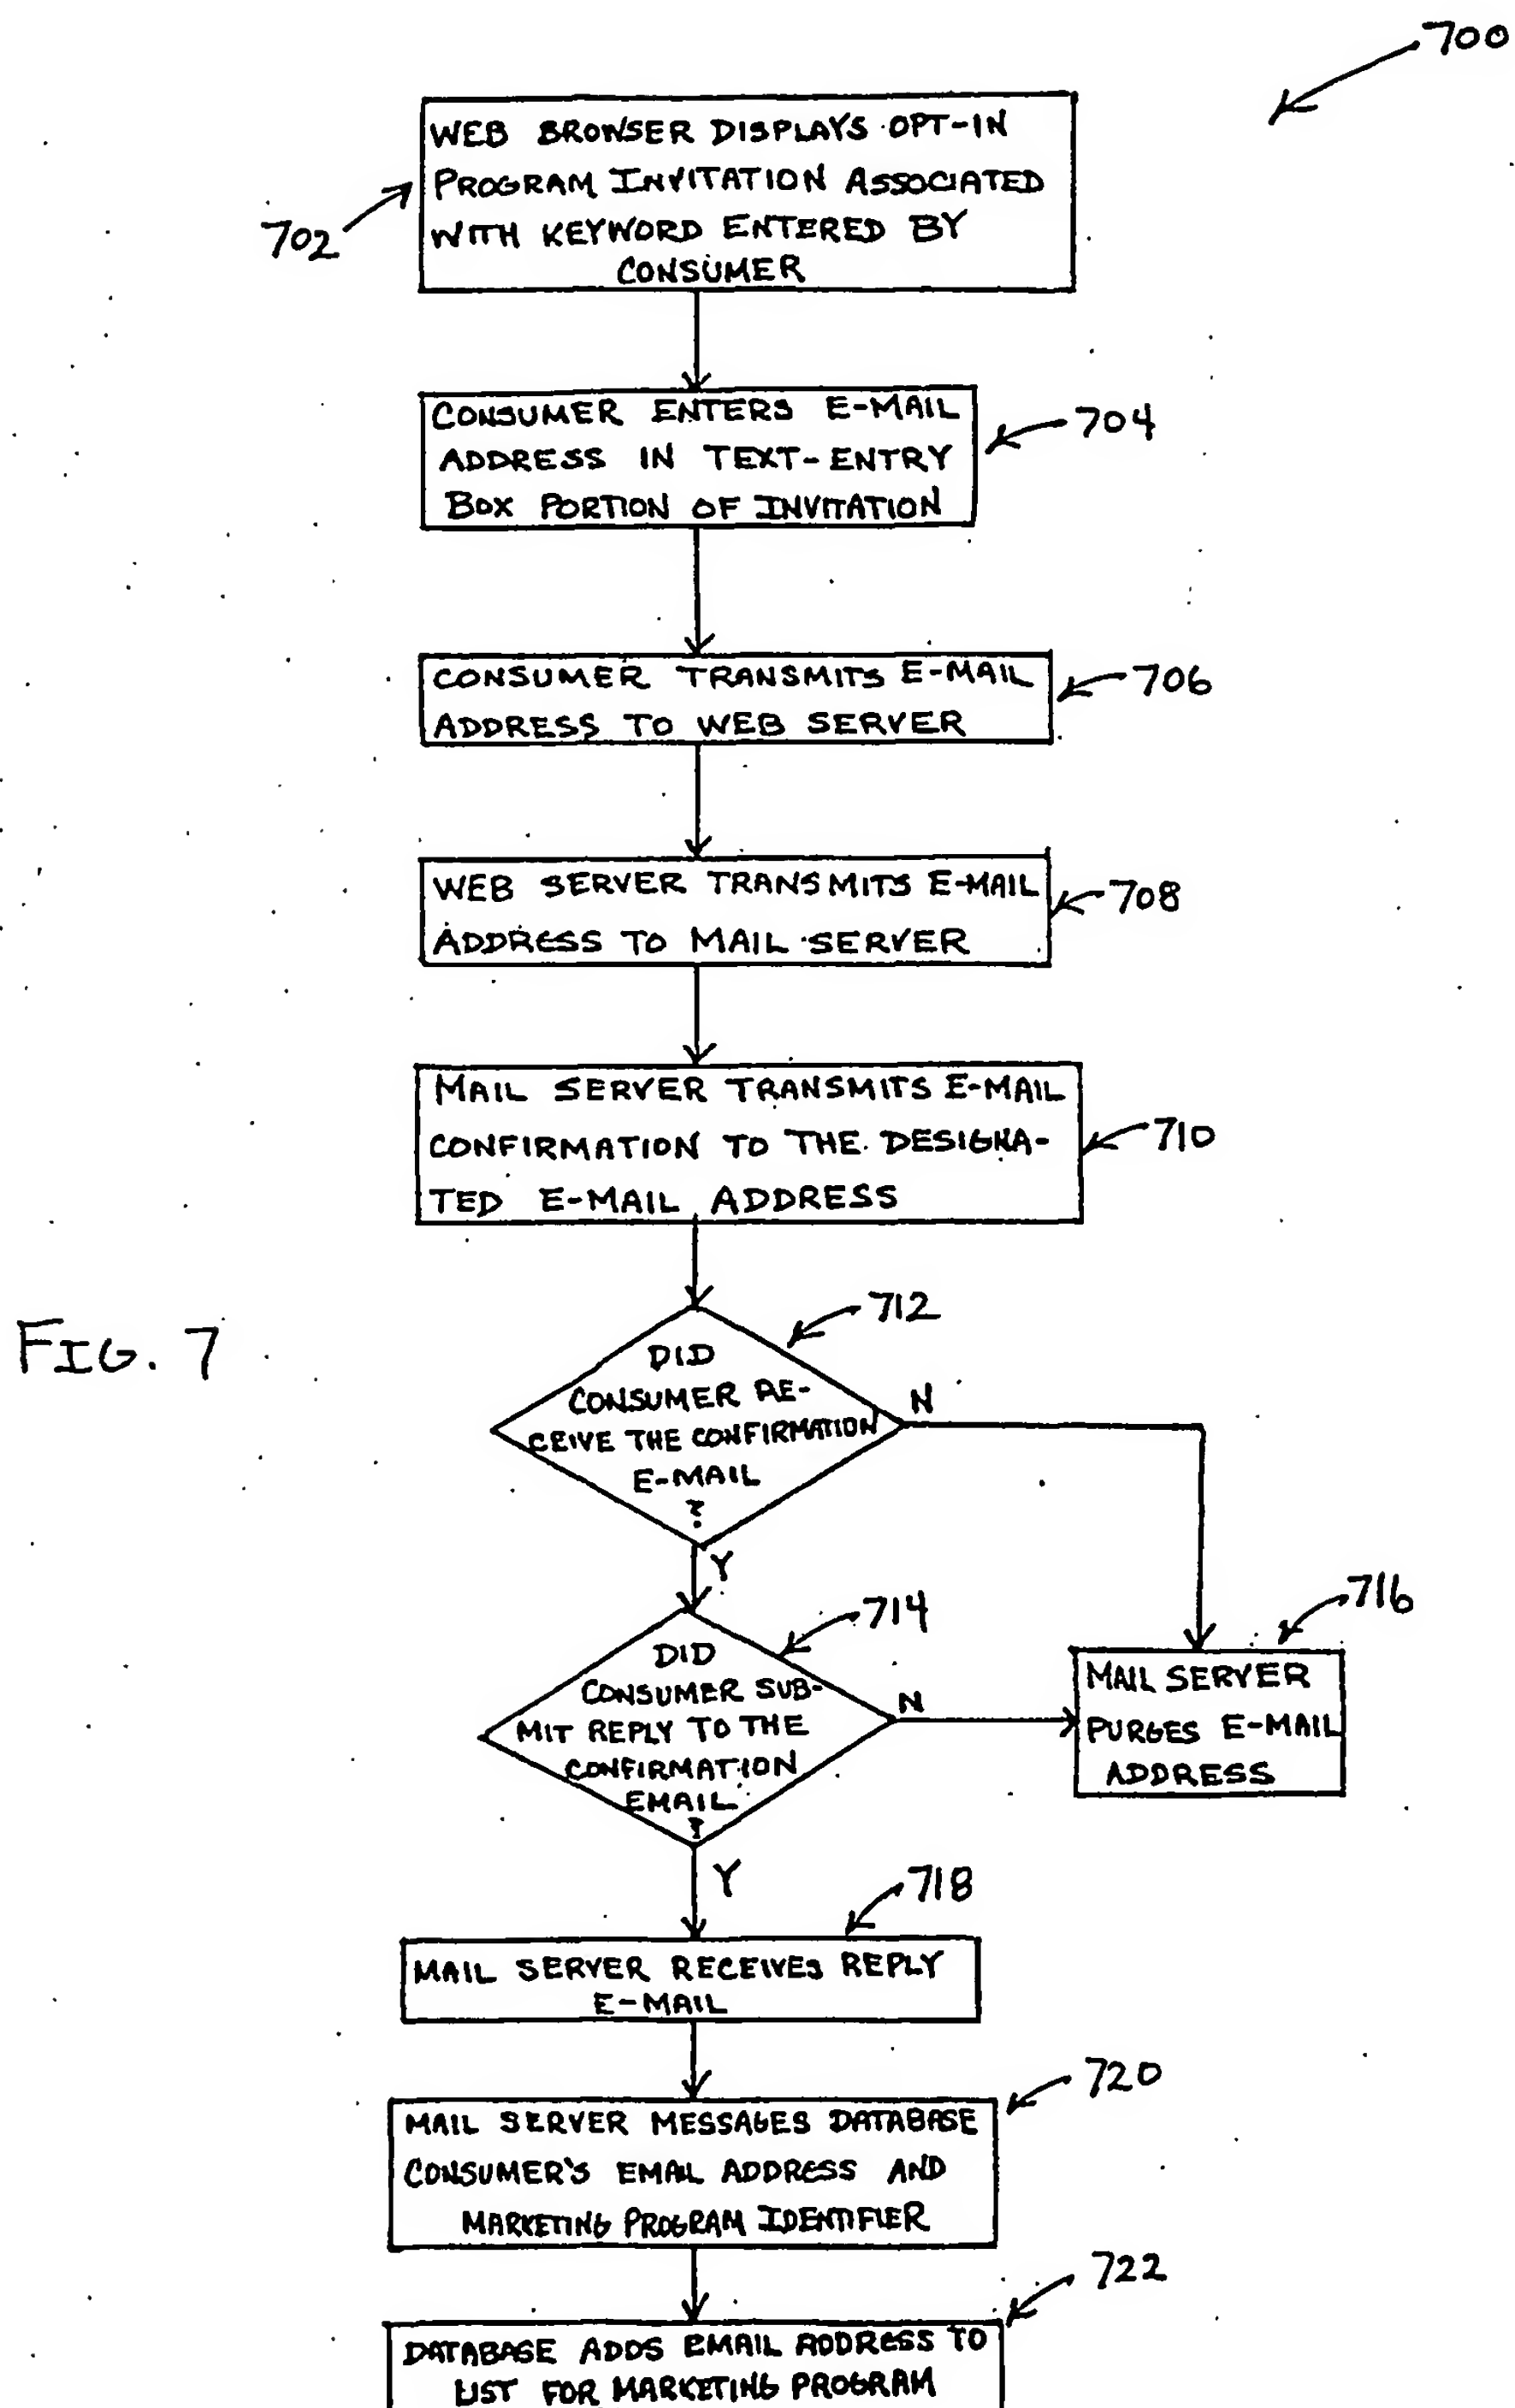 700
WEB BROWSER DISPLAYS OPT-IN
PROGRAM INVITATION ASSOCIATED
WITH KEYWORD ENTERED BY
CONSUMER
702
CONSUMER ENTERS E-MAIL
ADDRESS IN TEXT-ENTRY
BOX PORTION OF INVITATION
704
CONSUMER TRANSMITS E-MAIL
ADDRESS TO WEB SERVER
706
WEB SERVER TRANSMITS E-MAIL
ADDRESS TO MAIL SERVER
708
MAIL SERVER TRANSMITS E-MAIL
CONFIRMATION TO THE DESIGNA-
TED E-MAIL ADDRESS
710
FIG. 7
712
DID
CONSUMER RE-
CEIVE THE CONFIRMATION
E-MAIL
?
N
Y
714
DID
CONSUMER SUB-
MIT REPLY TO THE
CONFIRMATION
EMAIL
?
N
Y
716
MAIL SERVER
PURGES E-MAIL
ADDRESS
718
MAIL SERVER RECEIVES REPLY
E-MAIL
720
MAIL SERVER MESSAGES DATABASE
CONSUMER'S EMAIL ADDRESS AND
MARKETING PROGRAM IDENTIFIER
722
DATABASE ADDS EMAIL ADDRESS TO
LIST FOR MARKETING PROGRAM